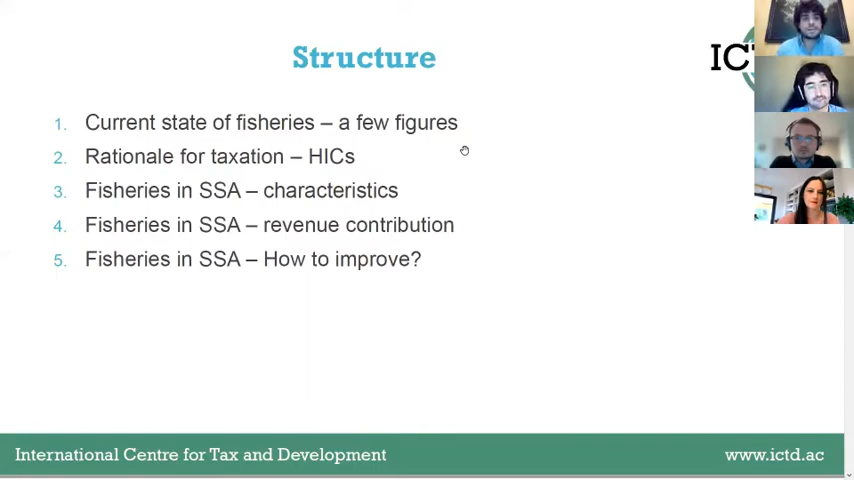 Structure
IC
1. Current state of fisheries – a few figures
2. Rationale for taxation – HICs
3. Fisheries in SSA – characteristics
4. Fisheries in SSA – revenue contribution
5. Fisheries in SSA – How to improve?
International Centre for Tax and Development
www.ictd.ac